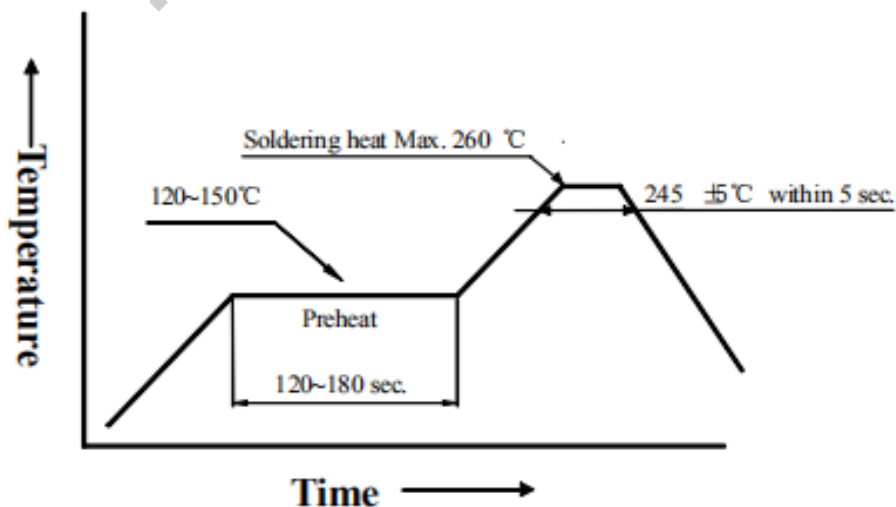 Soldering heat Max. 260 ℃
120~150℃
245 ±5℃ within 5 sec.
Preheat
120~180 sec.
Temperature
Time